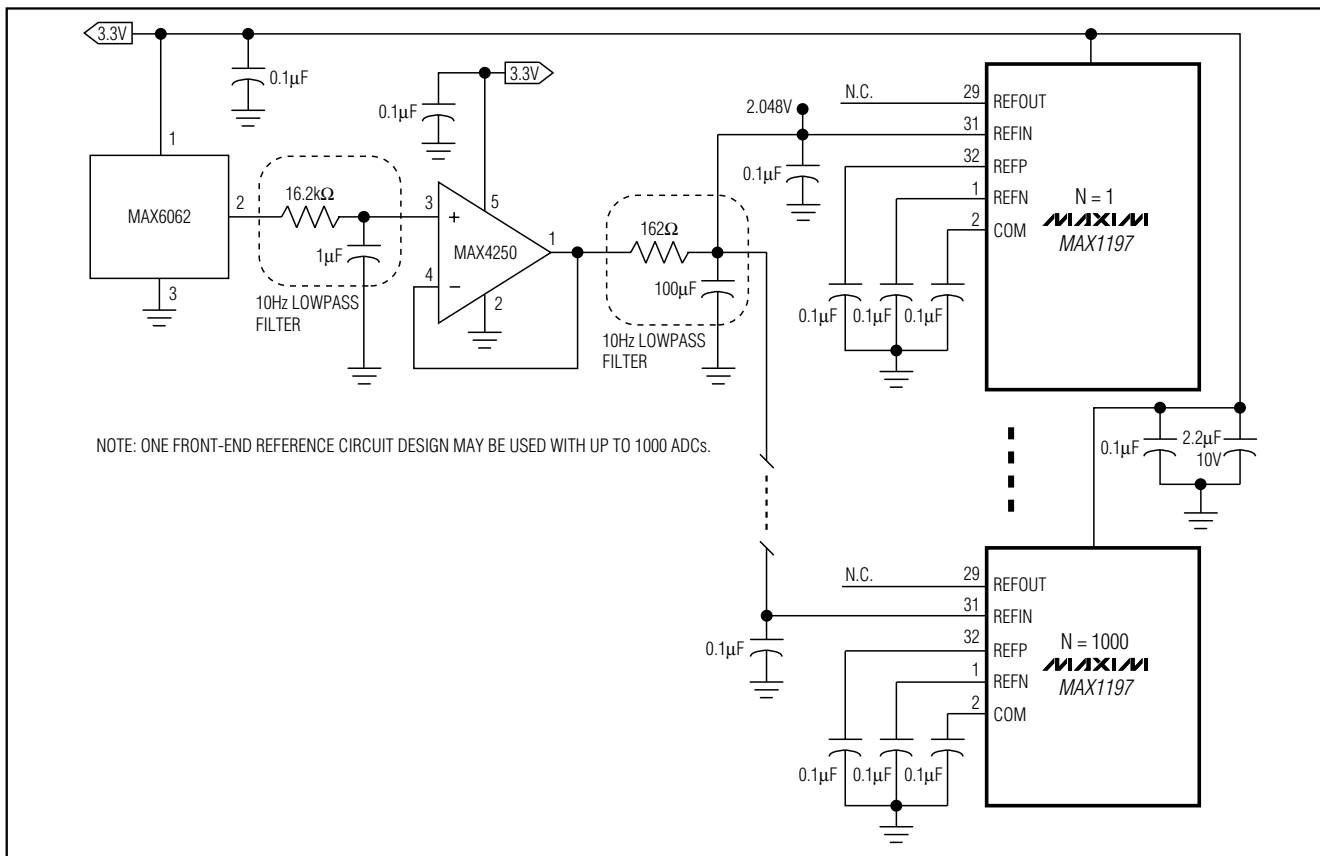 3.3V
0.1µF
1
MAX6062
2
3
16.2kΩ
1µF
10Hz LOWPASS
FILTER
0.1µF
3.3V
3
+
5
MAX4250
4
−
2
1
162Ω
100µF
10Hz LOWPASS
FILTER
2.048V
0.1µF
N.C.
29
REFOUT
31
REFIN
32
REFP
1
REFN
2
COM
N = 1
MAXIM
MAX1197
0.1µF
0.1µF
0.1µF
NOTE: ONE FRONT-END REFERENCE CIRCUIT DESIGN MAY BE USED WITH UP TO 1000 ADCs.
0.1µF
2.2µF
10V
N.C.
29
REFOUT
31
REFIN
32
REFP
1
REFN
2
COM
N = 1000
MAXIM
MAX1197
0.1µF
0.1µF
0.1µF
0.1µF